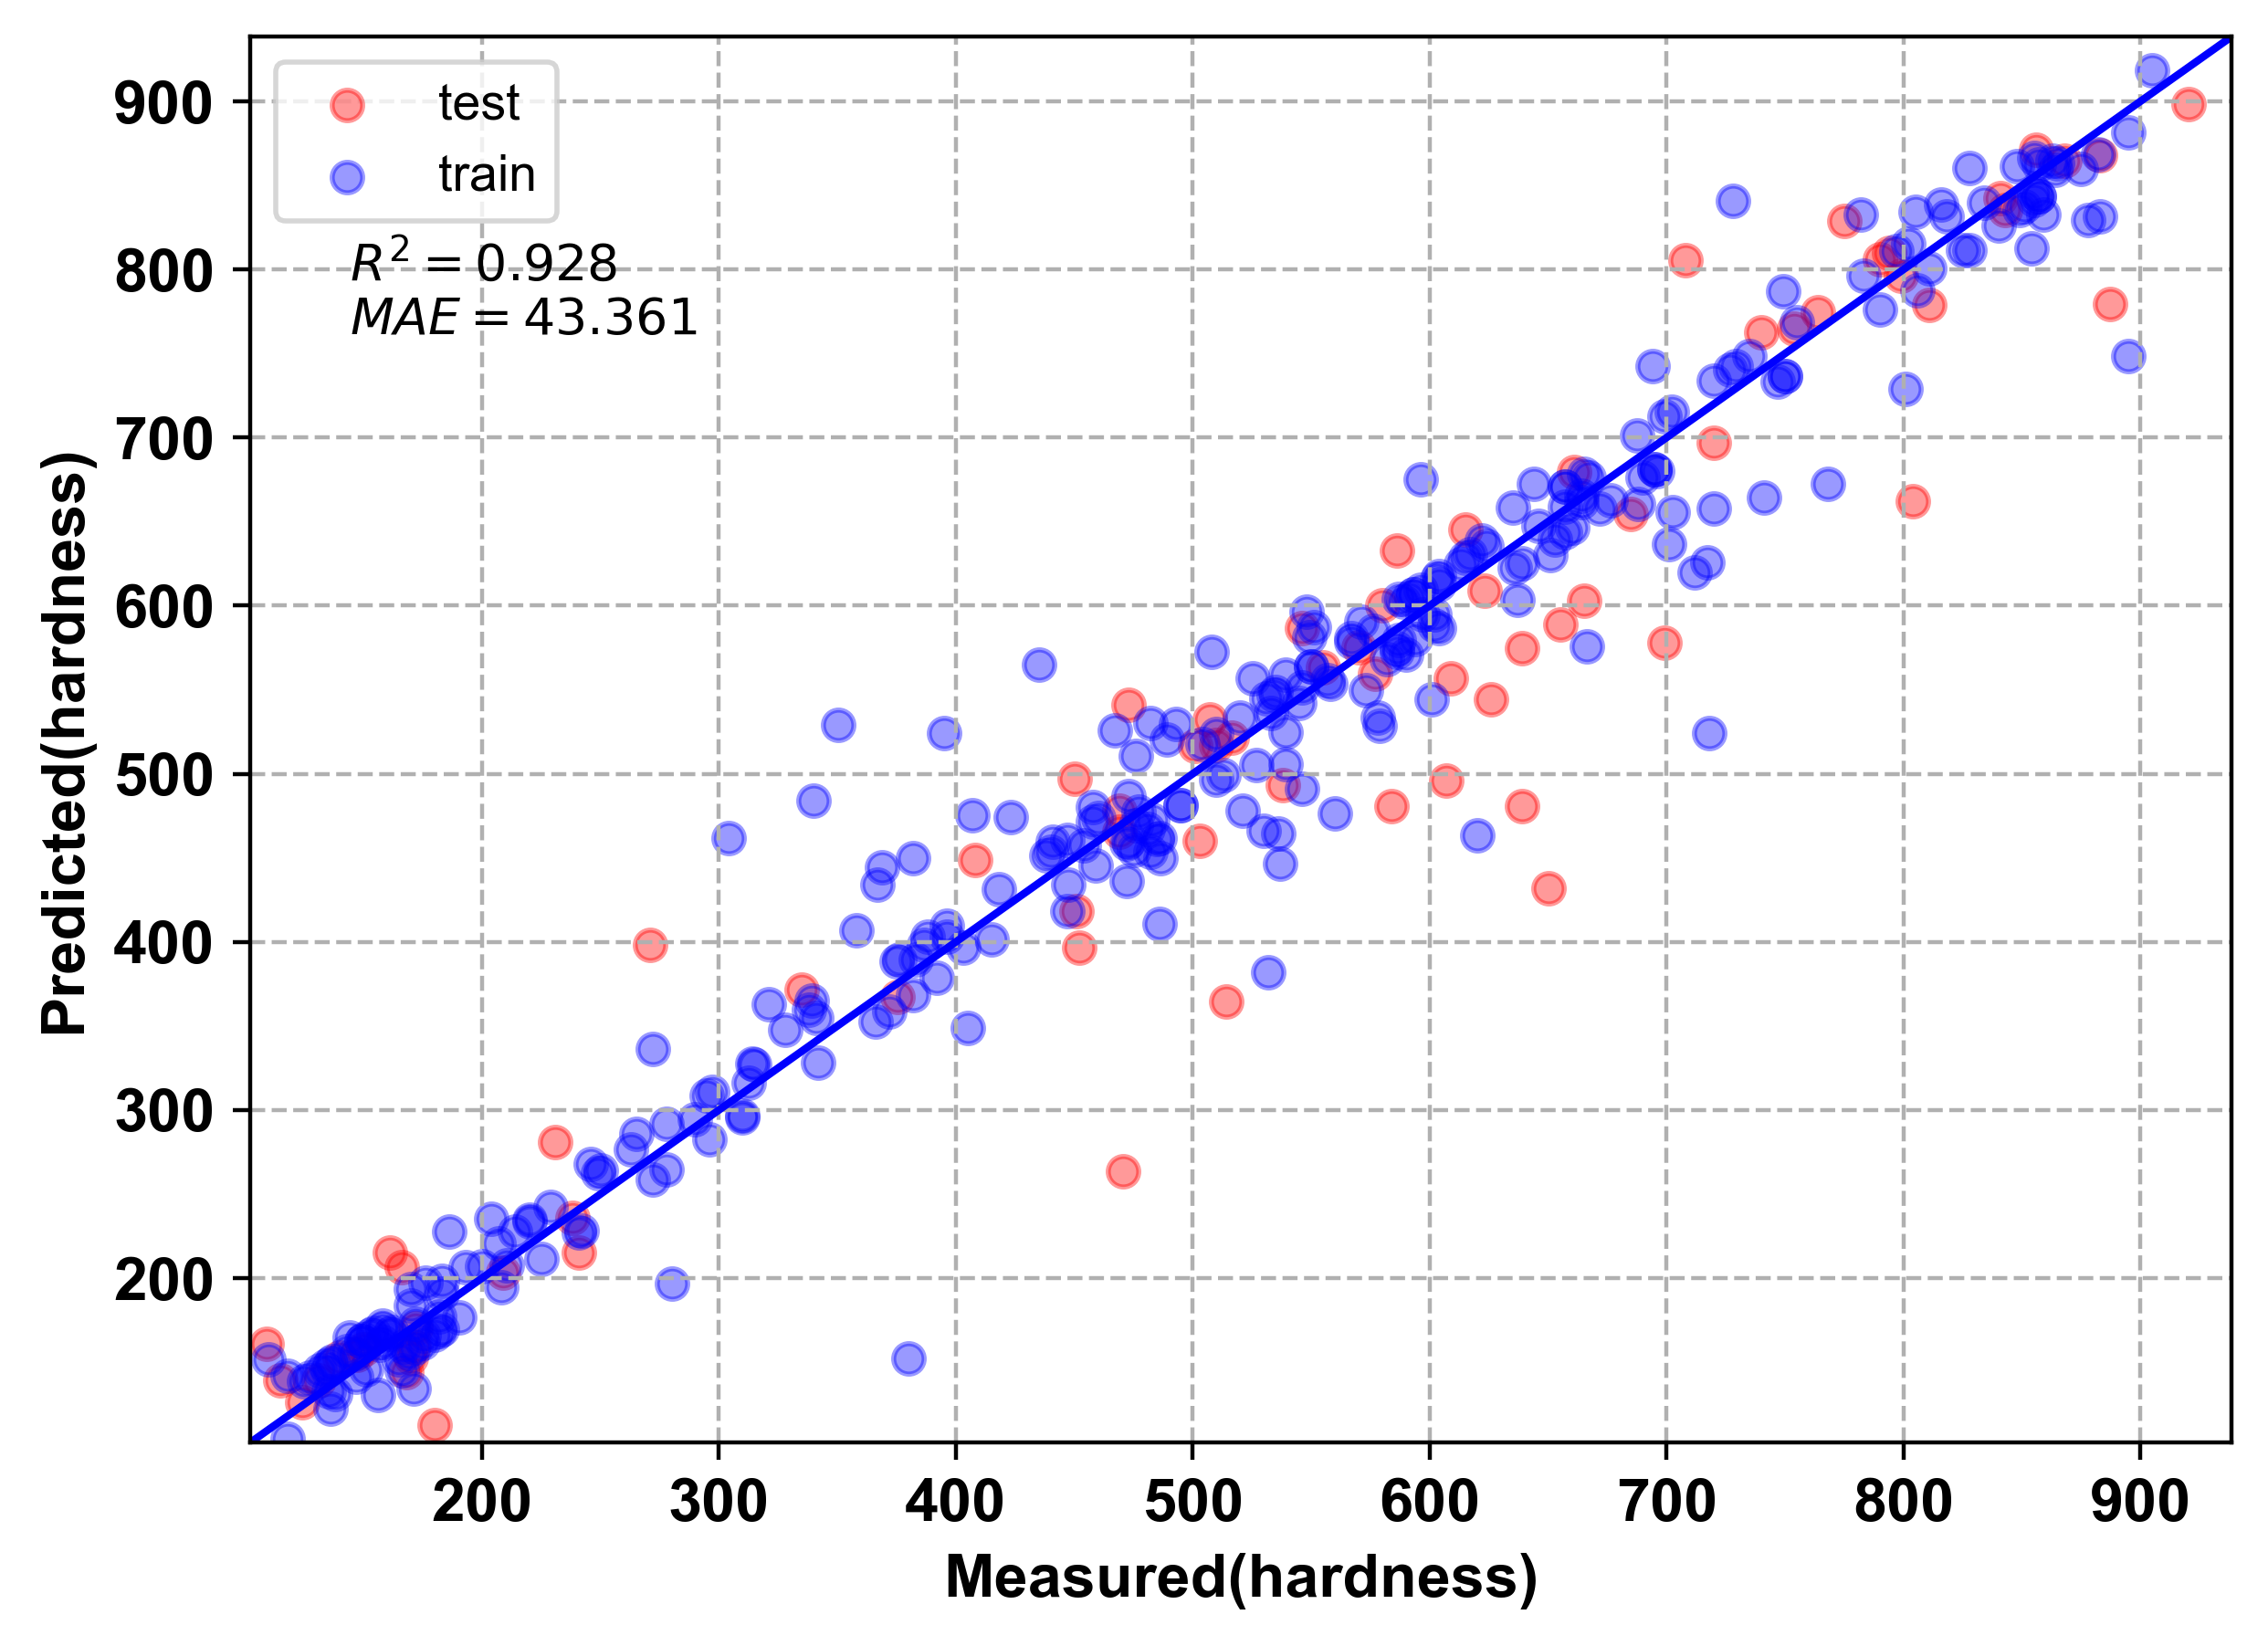 test
train
R² = 0.928
MAE = 43.361
900
800
700
600
500
400
300
200
Predicted(hardness)
200 300 400 500 600 700 800 900
Measured(hardness)